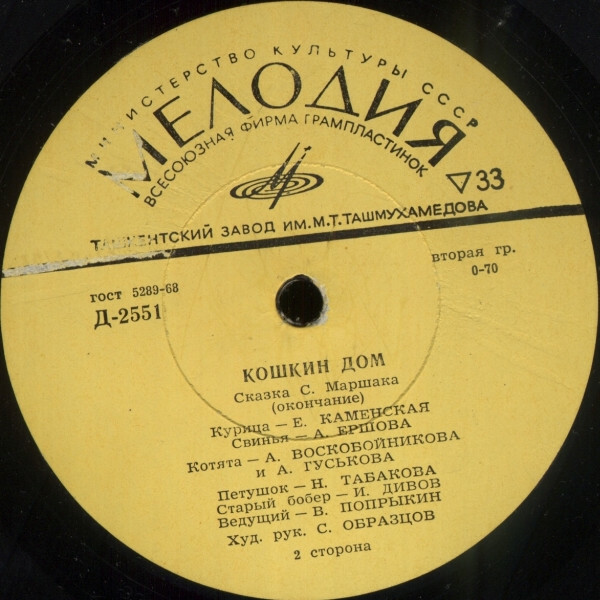 МИНИСТЕРСТВО КУЛЬТУРЫ СССР
МЕЛОДИЯ
ВСЕСОЮЗНАЯ ФИРМА ГРАМПЛАСТИНОК
33
ТАШКЕНТСКИЙ ЗАВОД ИМ. М. Т. ТАШМУХАМЕДОВА
вторая гр.
0-70
гост 5289-68
Д-2551
КОШКИН ДОМ
Сказка С. Маршака
(окончание)
Курица — Е. КАМЕНСКАЯ
Свинья — А. ЕРШОВА
Котята — А. ВОСКОБОЙНИКОВА
и А. ГУСЬКОВА
Петушок — Н. ТАБАКОВА
Старый бобер — И. ДИВОВ
Ведущий — В. ПОПРЫКИН
Худ. рук. С. ОБРАЗЦОВ
2 сторона